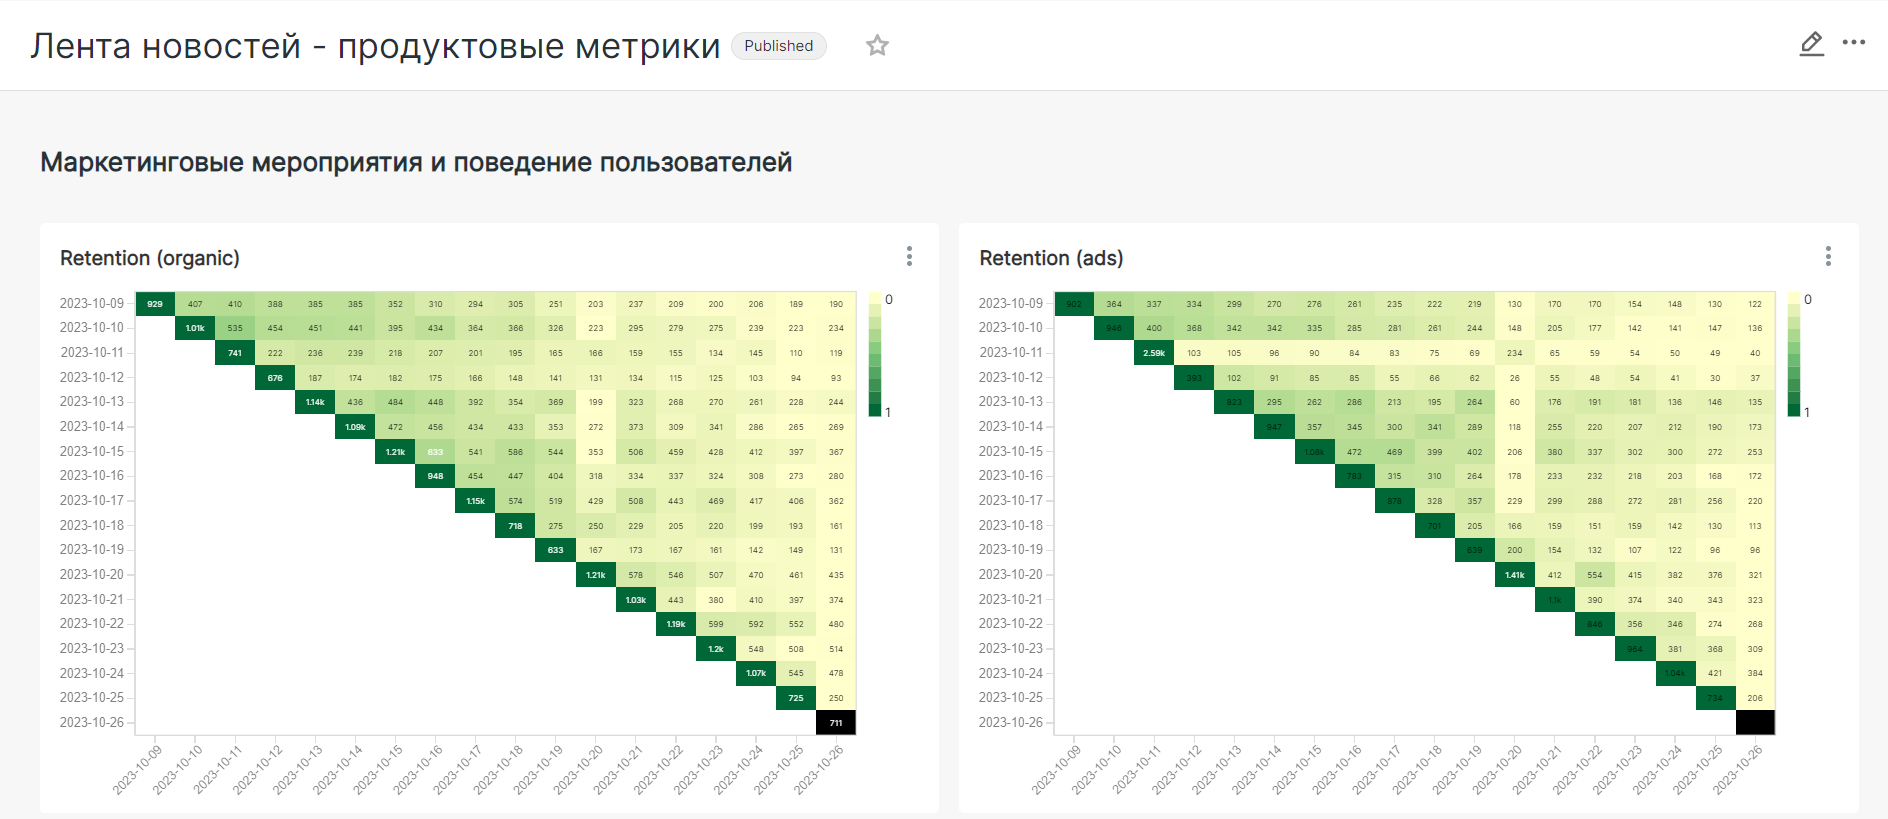 Лента новостей - продуктовые метрики Published
Маркетинговые мероприятия и поведение пользователей
Retention (organic)
2023-10-09 929 407 410 388 385 385 352 310 294 305 251 203 237 209 200 206 189 190
2023-10-10 1.01k 535 454 451 441 395 434 364 366 326 223 295 279 275 239 223 234
2023-10-11 741 222 236 239 218 207 201 195 165 166 159 155 134 145 110 119
2023-10-12 676 187 174 182 175 166 148 141 131 134 115 125 103 94 93
2023-10-13 1.14k 436 484 448 392 354 369 199 323 268 270 261 228 244
2023-10-14 1.09k 472 456 434 433 353 272 373 309 341 286 265 269
2023-10-15 1.21k 633 541 586 544 353 506 459 428 412 397 367
2023-10-16 948 454 447 404 318 334 337 324 308 273 280
2023-10-17 1.15k 574 519 429 508 443 469 417 406 362
2023-10-18 718 275 250 229 205 220 199 193 161
2023-10-19 633 167 173 167 161 142 149 131
2023-10-20 1.21k 578 546 507 470 461 435
2023-10-21 1.03k 443 380 410 397 374
2023-10-22 1.19k 599 592 552 480
2023-10-23 1.2k 548 508 514
2023-10-24 1.07k 545 478
2023-10-25 725 250
2023-10-26 711
2023-10-09 2023-10-10 2023-10-11 2023-10-12 2023-10-13 2023-10-14 2023-10-15 2023-10-16 2023-10-17 2023-10-18 2023-10-19 2023-10-20 2023-10-21 2023-10-22 2023-10-23 2023-10-24 2023-10-25 2023-10-26
0
1
Retention (ads)
2023-10-09 902 364 337 334 299 270 276 261 235 222 219 130 170 170 154 148 130 122
2023-10-10 946 400 368 342 342 335 285 281 261 244 148 205 177 142 141 147 136
2023-10-11 2.59k 103 105 96 90 84 83 75 69 234 65 59 54 50 49 40
2023-10-12 393 102 91 85 85 55 66 62 26 55 48 54 41 30 37
2023-10-13 823 295 262 286 213 195 264 60 176 191 181 136 146 135
2023-10-14 947 357 345 300 341 289 118 255 220 207 212 190 173
2023-10-15 1.08k 472 469 399 402 206 380 337 302 300 272 253
2023-10-16 783 315 310 264 178 233 232 218 203 168 172
2023-10-17 878 328 357 229 299 288 272 281 256 220
2023-10-18 701 205 166 159 151 159 142 130 113
2023-10-19 639 200 154 132 107 122 96 96
2023-10-20 1.41k 412 554 415 382 376 321
2023-10-21 1.1k 390 374 340 343 323
2023-10-22 846 356 346 274 268
2023-10-23 964 381 368 309
2023-10-24 1.04k 421 384
2023-10-25 734 206
2023-10-26
2023-10-09 2023-10-10 2023-10-11 2023-10-12 2023-10-13 2023-10-14 2023-10-15 2023-10-16 2023-10-17 2023-10-18 2023-10-19 2023-10-20 2023-10-21 2023-10-22 2023-10-23 2023-10-24 2023-10-25 2023-10-26
0
1